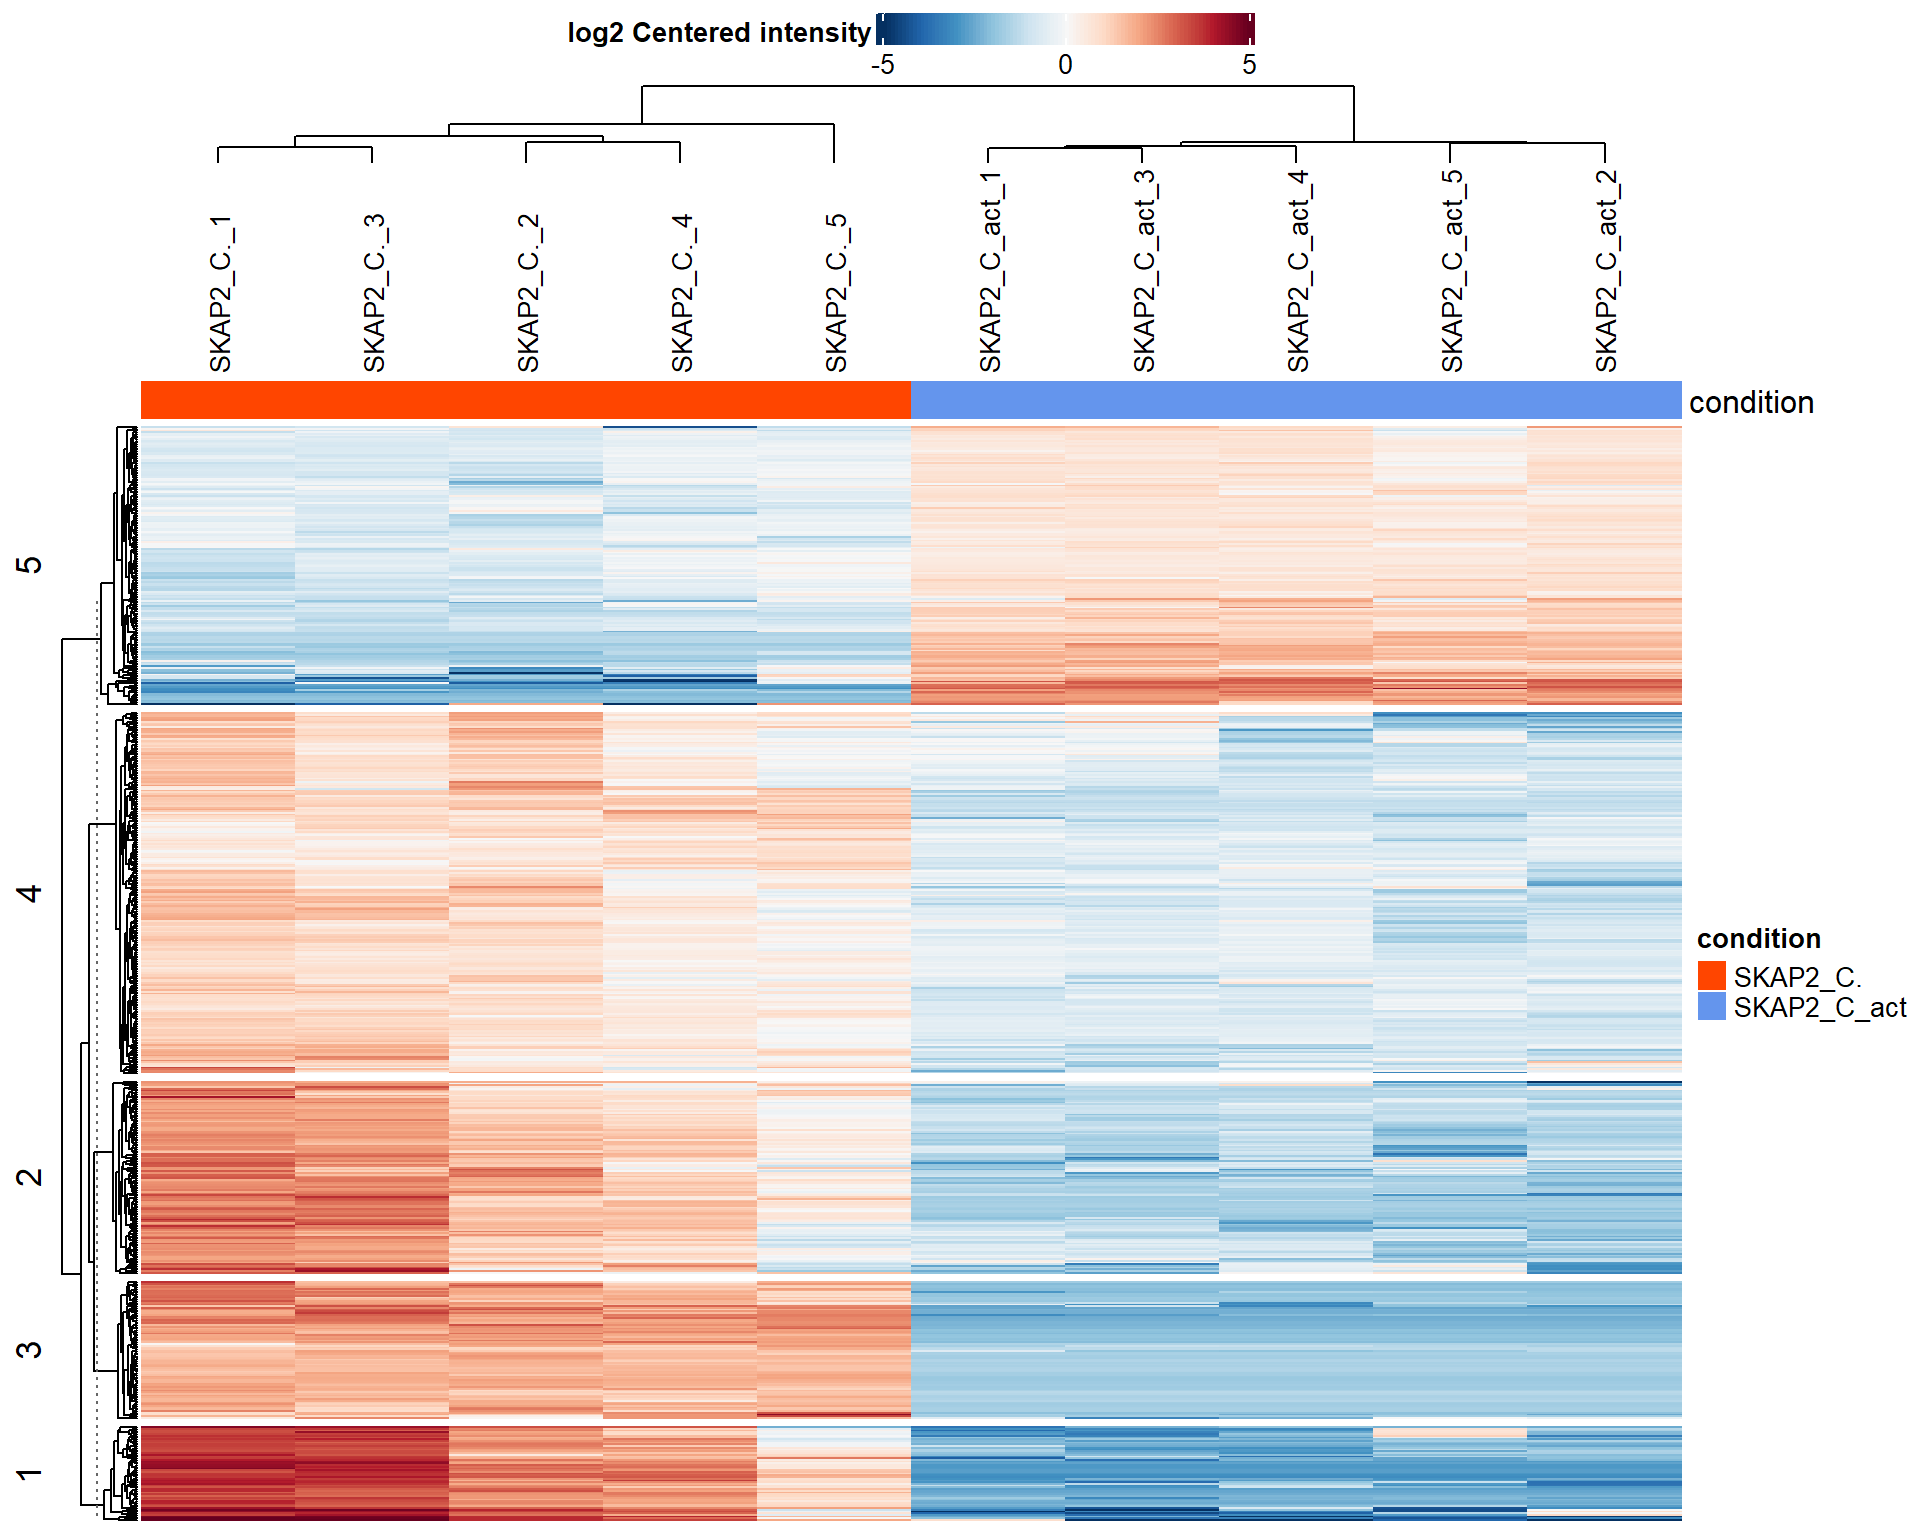 log2 Centered intensity
-5 0 5
SKAP2_C._1
SKAP2_C._3
SKAP2_C._2
SKAP2_C._4
SKAP2_C._5
SKAP2_C_act_1
SKAP2_C_act_3
SKAP2_C_act_4
SKAP2_C_act_5
SKAP2_C_act_2
condition
5
4
2
3
1
condition
SKAP2_C.
SKAP2_C_act